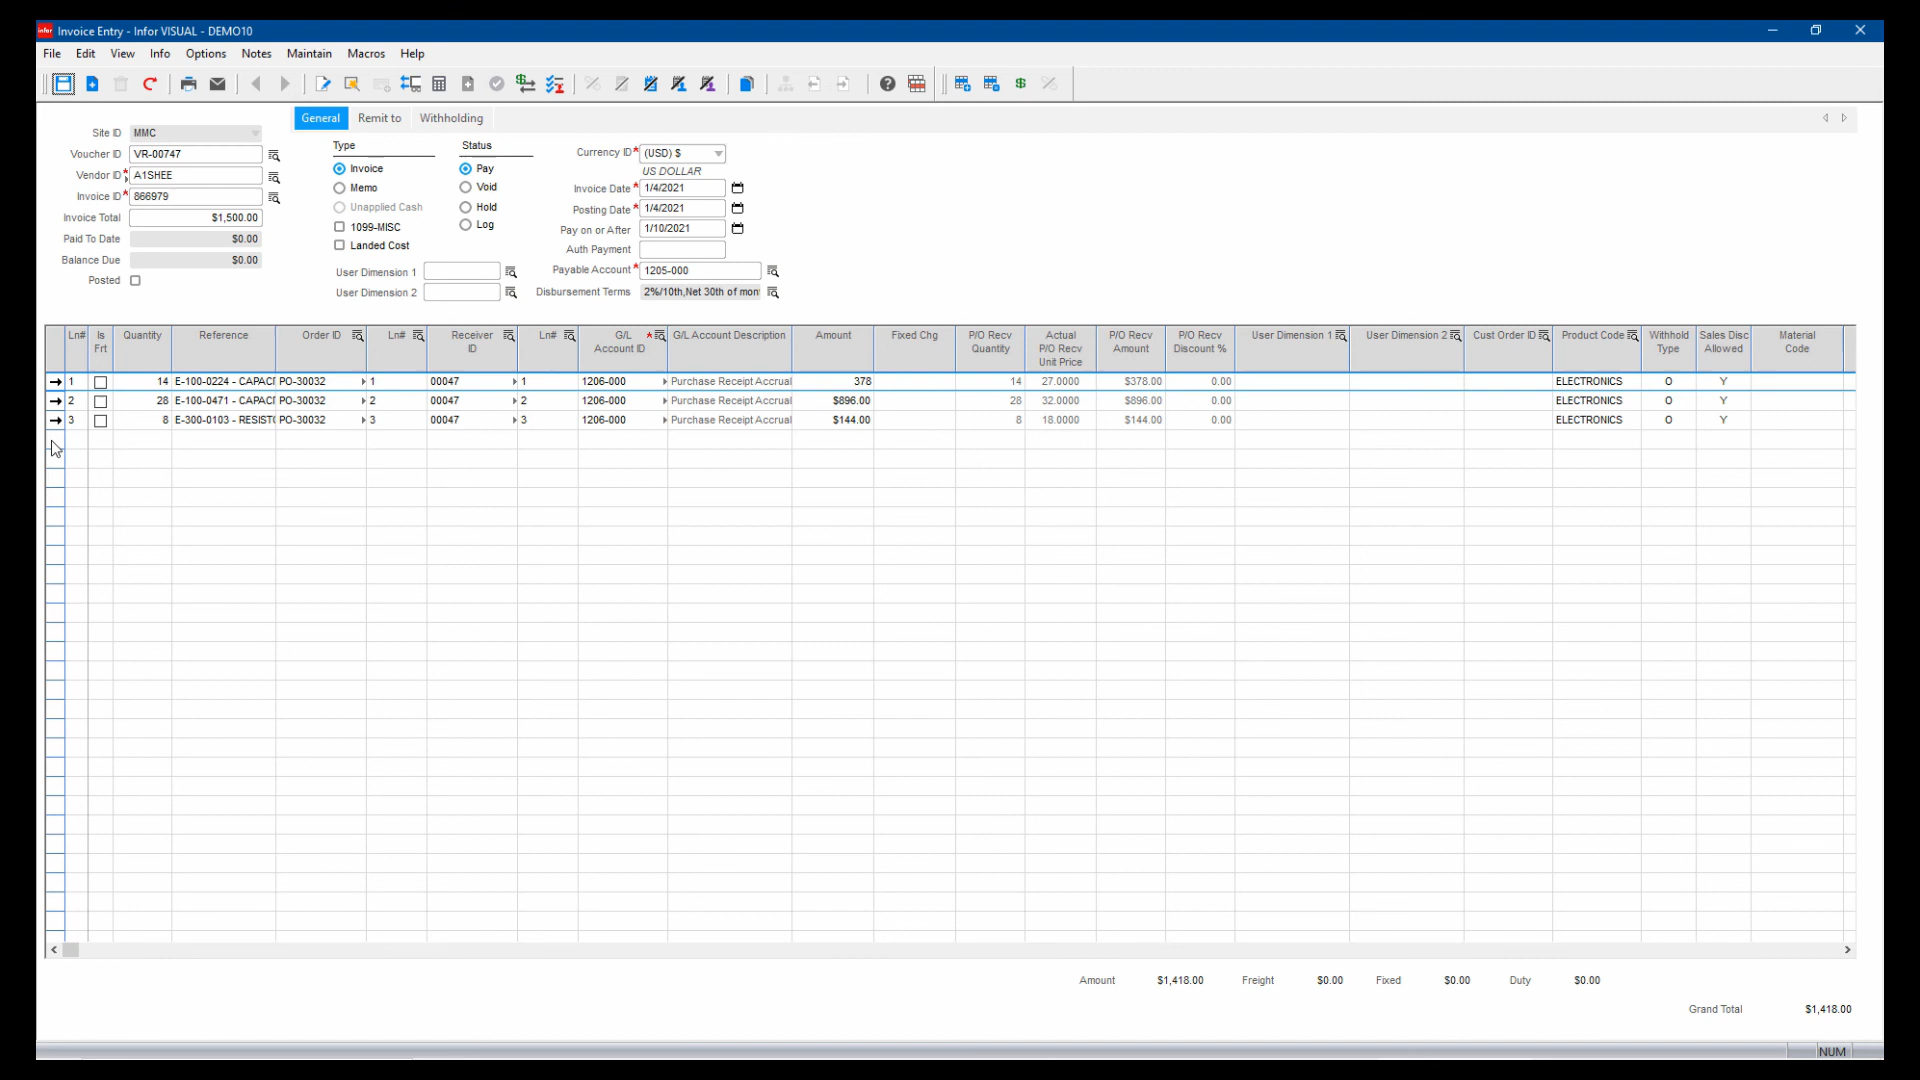 infor Invoice Entry - Infor VISUAL - DEMO10
File Edit View Info Options Notes Maintain Macros Help
General Remit to Withholding
Site ID MMC
Voucher ID VR-00747
Vendor ID * A1SHEE
Invoice ID * 866979
Invoice Total $1,500.00
Paid To Date $0.00
Balance Due $0.00
Posted
Type
Invoice
Memo
Unapplied Cash
1099-MISC
Landed Cost
User Dimension 1
User Dimension 2
Status
Pay
Void
Hold
Log
Currency ID * (USD) $
US DOLLAR
Invoice Date * 1/4/2021
Posting Date * 1/4/2021
Pay on or After 1/10/2021
Auth Payment
Payable Account * 1205-000
Disbursement Terms 2%/10th,Net 30th of mon
Ln# Is Frt Quantity Reference Order ID Ln# Receiver ID Ln# G/L Account ID * G/L Account Description Amount Fixed Chg P/O Recv Quantity Actual P/O Recv Unit Price P/O Recv Amount P/O Recv Discount % User Dimension 1 User Dimension 2 Cust Order ID Product Code Withhold Type Sales Disc Allowed Material Code
1 14 E-100-0224 - CAPACI PO-30032 1 00047 1 1206-000 Purchase Receipt Accrual 378 14 27.0000 $378.00 0.00 ELECTRONICS O Y
2 28 E-100-0471 - CAPACI PO-30032 2 00047 2 1206-000 Purchase Receipt Accrual $896.00 28 32.0000 $896.00 0.00 ELECTRONICS O Y
3 8 E-300-0103 - RESISTO PO-30032 3 00047 3 1206-000 Purchase Receipt Accrual $144.00 8 18.0000 $144.00 0.00 ELECTRONICS O Y
Amount $1,418.00 Freight $0.00 Fixed $0.00 Duty $0.00
Grand Total $1,418.00
NUM